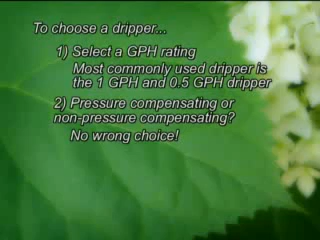 To choose a dripper...
1) Select a GPH rating
Most commonly used dripper is
the 1 GPH and 0.5 GPH dripper
2) Pressure compensating or
non-pressure compensating?
No wrong choice!